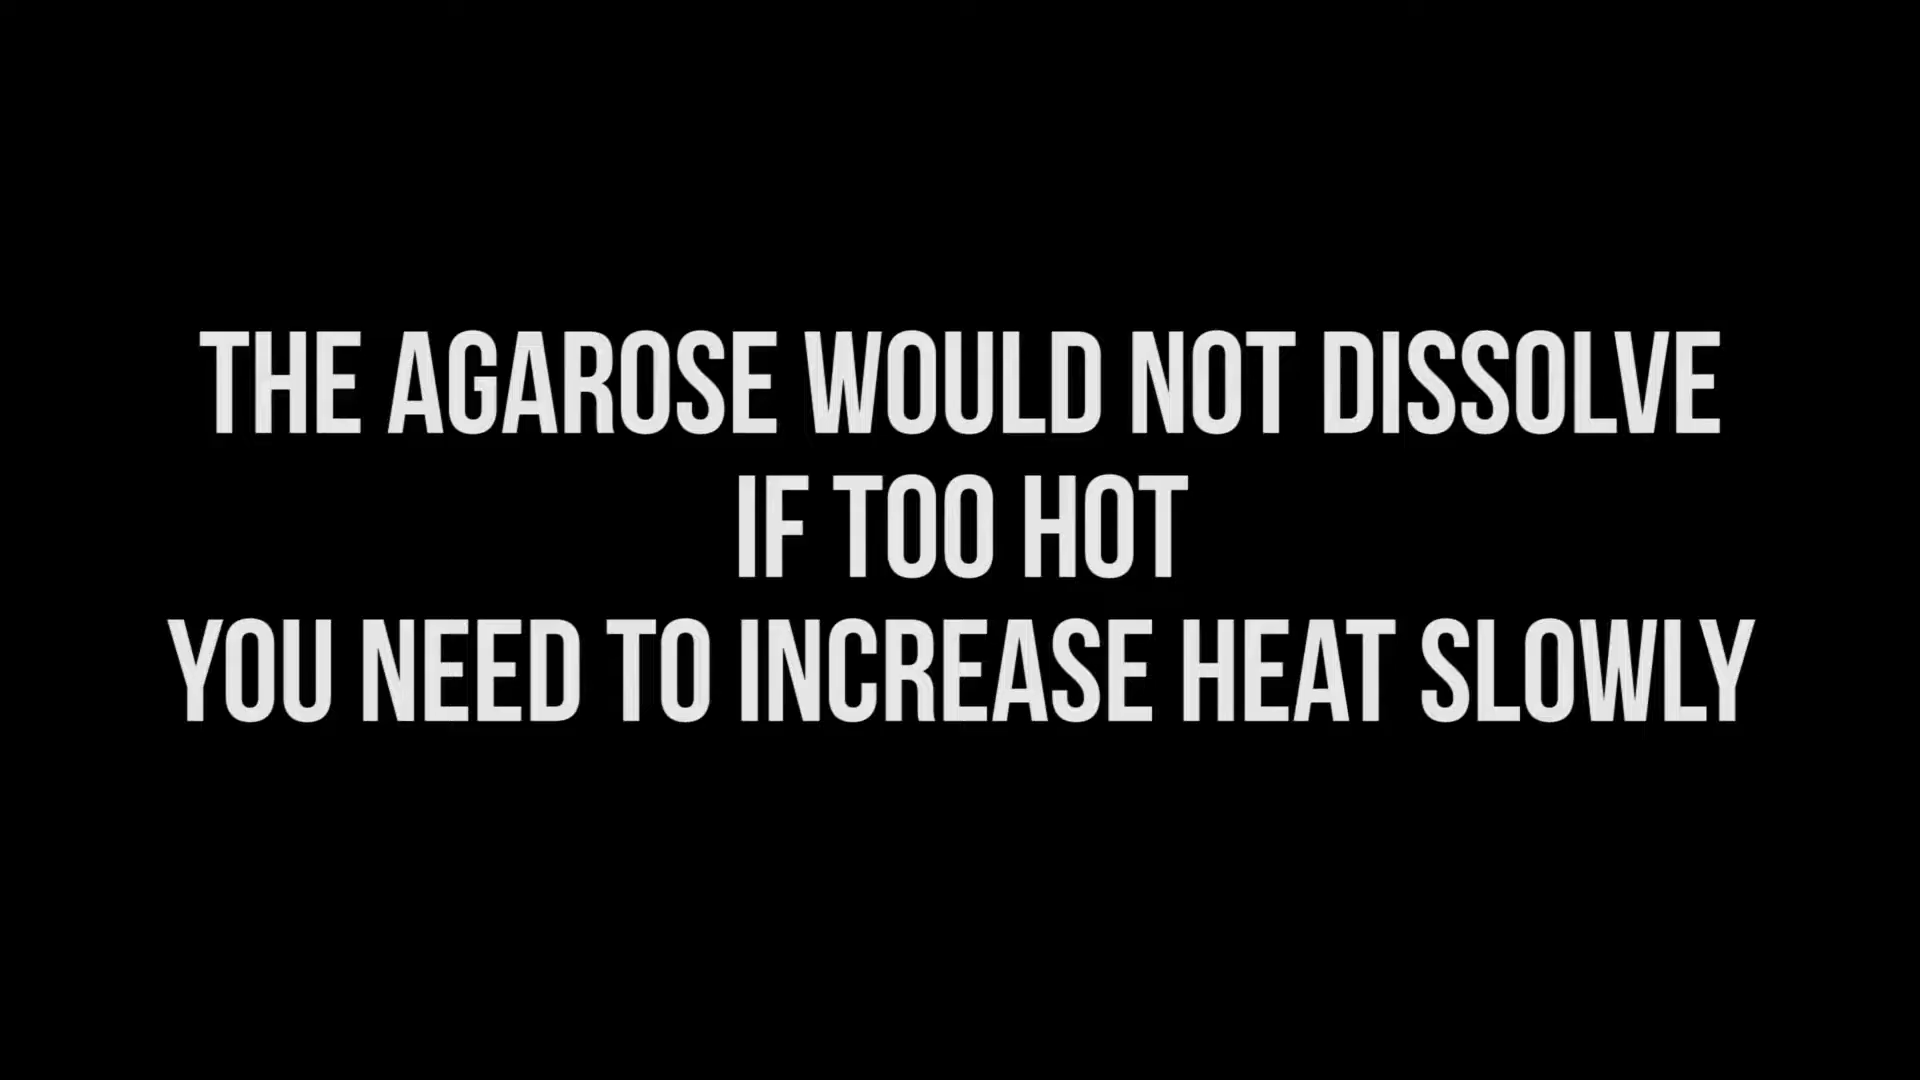 THE AGAROSE WOULD NOT DISSOLVE
IF TOO HOT
YOU NEED TO INCREASE HEAT SLOWLY